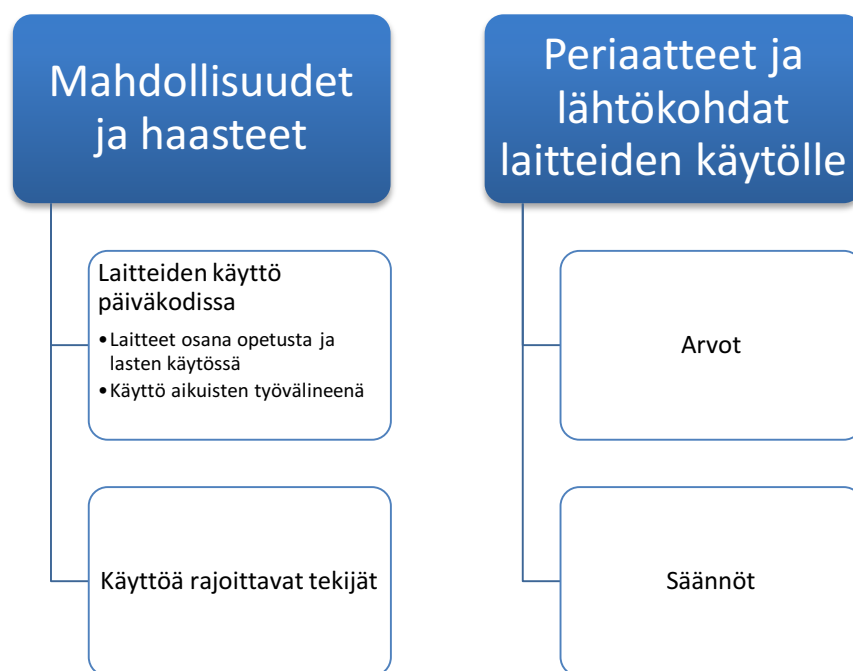 Mahdollisuudet
ja haasteet
Laitteiden käyttö
päiväkodissa
•Laitteet osana opetusta ja
lasten käytössä
•Käyttö aikuisten työvälineenä
Käyttöä rajoittavat tekijät
Periaatteet ja
lähtökohdat
laitteiden käytölle
Arvot
Säännöt